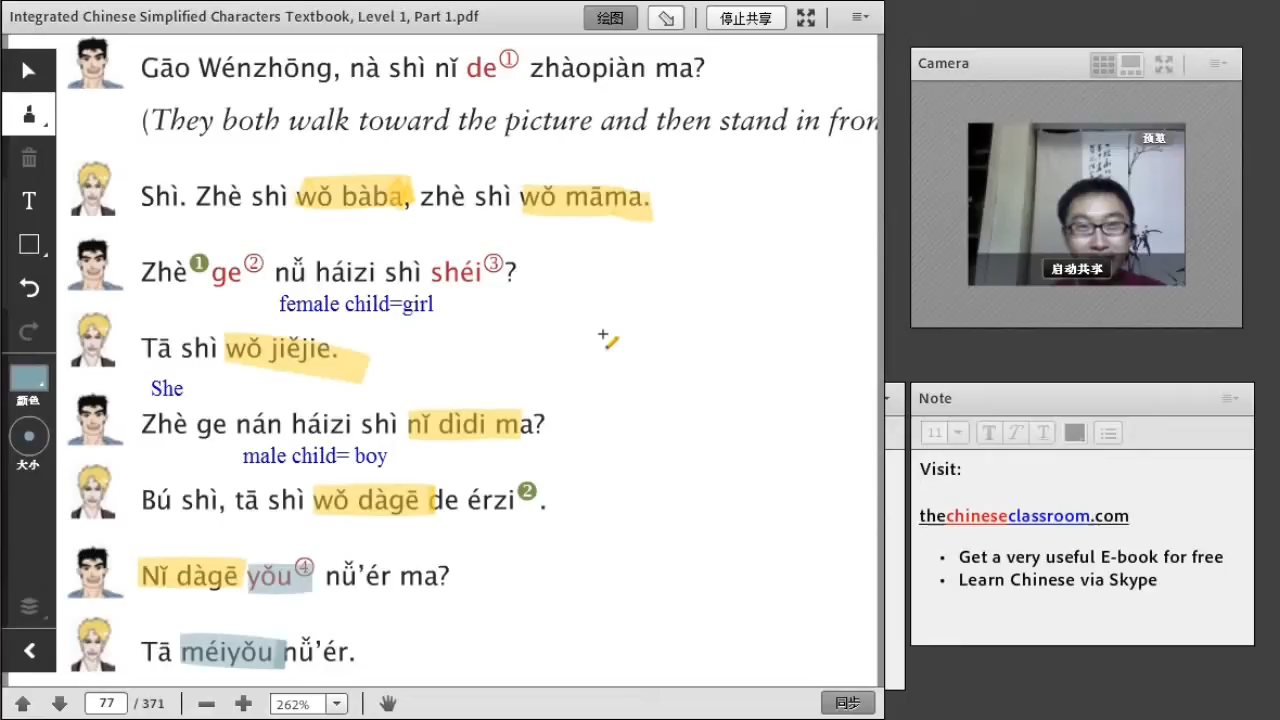 Integrated Chinese Simplified Characters Textbook, Level 1, Part 1.pdf
绘图
停止共享
Gāo Wénzhōng, nà shì nǐ de① zhàopiàn ma?
(They both walk toward the picture and then stand in fron
Shì. Zhè shì wǒ bàba, zhè shì wǒ māma.
Zhè❶ge② nǚ háizi shì shéi③?
female child=girl
Tā shì wǒ jiějie.
She
Zhè ge nán háizi shì nǐ dìdi ma?
male child= boy
Bú shì, tā shì wǒ dàgē de érzi❷.
Nǐ dàgē yǒu④ nǚ’ér ma?
Tā méiyǒu nǚ’ér.
T
颜色
大小
77 / 371
262%
同步
Camera
预览
启动共享
Note
11
T T T
Visit:
thechineseclassroom.com
• Get a very useful E-book for free
• Learn Chinese via Skype